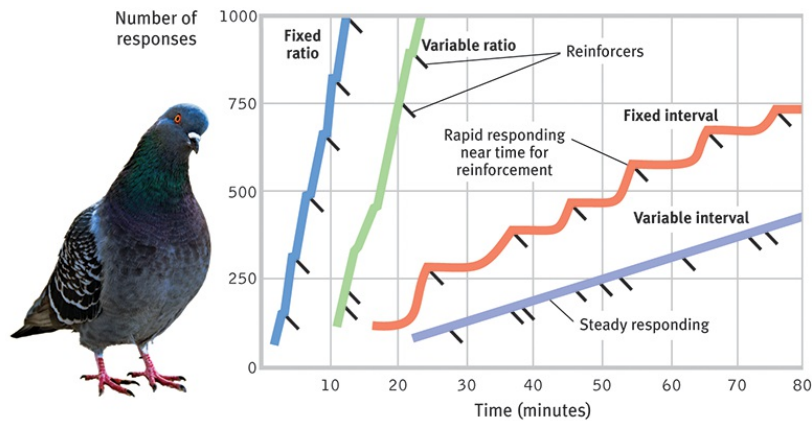 Number of
responses
1000
750
500
250
0
Fixed
ratio
Variable ratio
Reinforcers
Fixed interval
Rapid responding
near time for
reinforcement
Variable interval
Steady responding
10 20 30 40 50 60 70 80
Time (minutes)